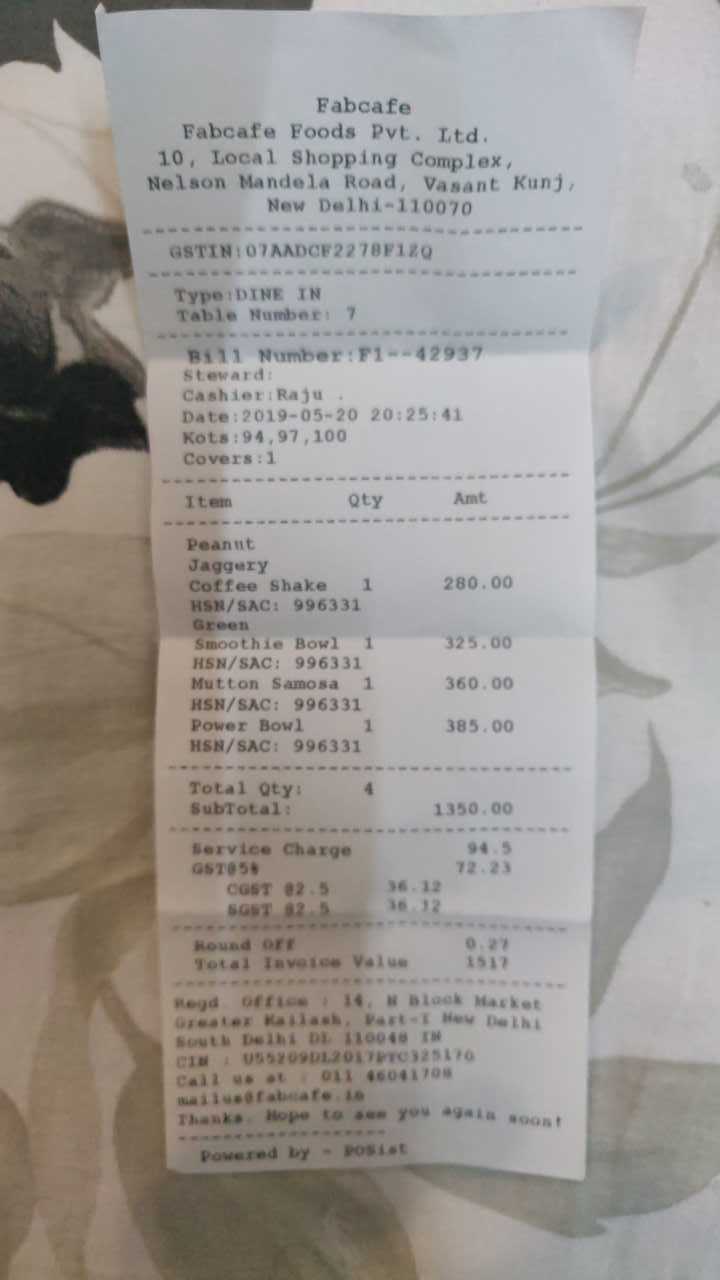 Fabcafe
Fabcafe Foods Pvt. Ltd.
10, Local Shopping Complex,
Nelson Mandela Road, Vasant Kunj,
New Delhi-110070
GSTIN:07AADCF2278F1ZQ
Type:DINE IN
Table Number: 7
Bill Number:F1--42937
Steward:
Cashier:Raju .
Date:2019-05-20 20:25:41
Kots:94,97,100
Covers:1
Item Qty Amt
Peanut
Jaggery
Coffee Shake 1 280.00
HSN/SAC: 996331
Green
Smoothie Bowl 1 325.00
HSN/SAC: 996331
Mutton Samosa 1 360.00
HSN/SAC: 996331
Power Bowl 1 385.00
HSN/SAC: 996331
Total Qty: 4
SubTotal: 1350.00
Service Charge 94.5
GST@5% 72.23
CGST @2.5 36.12
SGST @2.5 36.12
Round Off 0.27
Total Invoice Value 1517
Regd. Office : 14, N Block Market
Greater Kailash, Part-I New Delhi
South Delhi DL 110048 IN
CIN : U55209DL2017PTC325170
Call us at : 011 46041708
mailus@fabcafe.in
Thanks. Hope to see you again soon!
Powered by - POSist